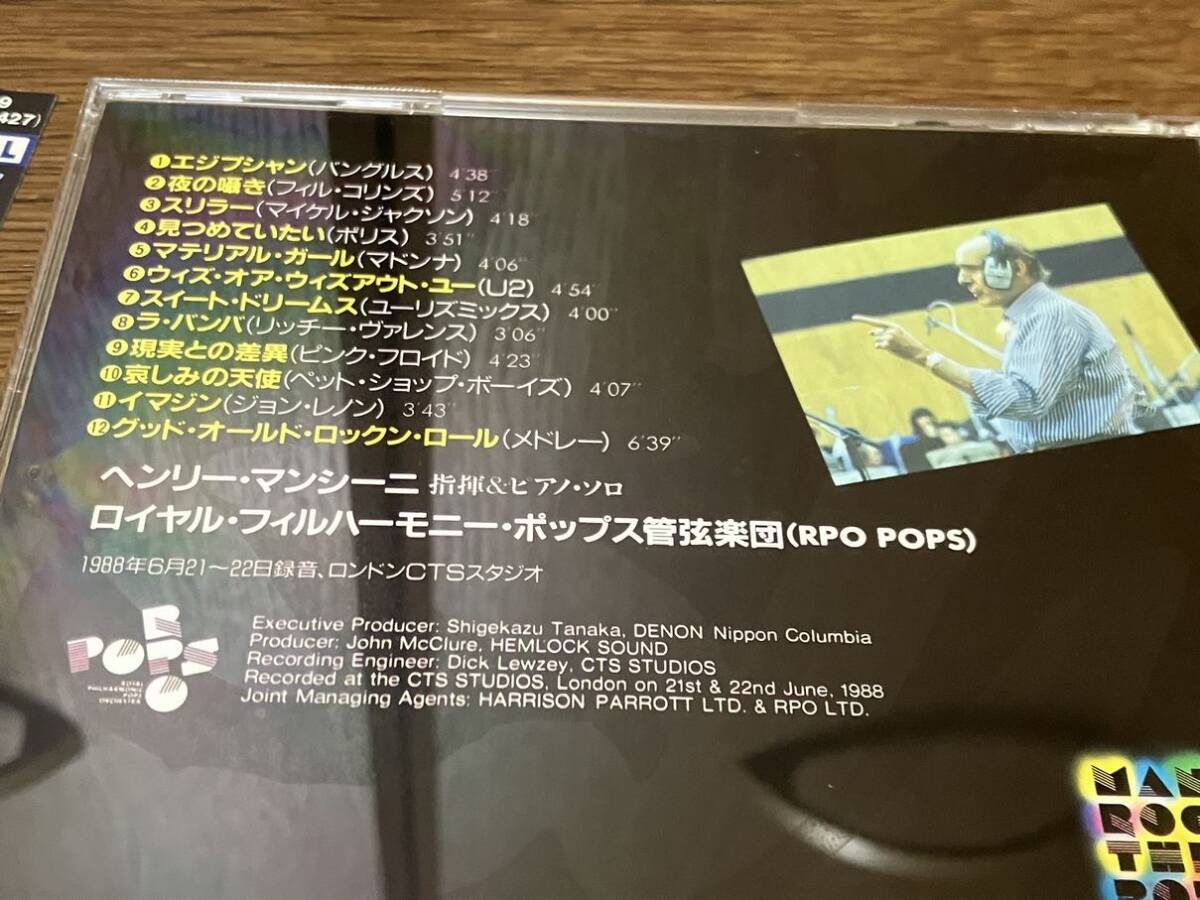 9
427)
L
❶エジプシャン(バングルス) 4'38"
❷夜の囁き(フィル・コリンズ) 5'12"
❸スリラー(マイケル・ジャクソン) 4'18"
❹見つめていたい(ポリス) 3'51"
❺マテリアル・ガール(マドンナ) 4'06"
❻ウィズ・オア・ウィズアウト・ユー(U2) 4'54"
❼スイート・ドリームス(ユーリズミックス) 4'00"
❽ラ・バンバ(リッチー・ヴァレンス) 3'06"
❾現実との差異(ピンク・フロイド) 4'23"
❿哀しみの天使(ペット・ショップ・ボーイズ) 4'07"
⓫イマジン(ジョン・レノン) 3'43"
⓬グッド・オールド・ロックン・ロール(メドレー) 6'39"
ヘンリー・マンシーニ 指揮&ピアノ・ソロ
ロイヤル・フィルハーモニー・ポップス管弦楽団(RPO POPS)
1988年6月21〜22日録音、ロンドンCTSスタジオ
R
POPS
O
ROYAL
PHILHARMONIC
POPS
ORCHESTRA
Executive Producer: Shigekazu Tanaka, DENON Nippon Columbia
Producer: John McClure, HEMLOCK SOUND
Recording Engineer: Dick Lewzey, CTS STUDIOS
Recorded at the CTS STUDIOS, London on 21st & 22nd June, 1988
Joint Managing Agents: HARRISON PARROTT LTD. & RPO LTD.
MAN
ROC
THE
PO